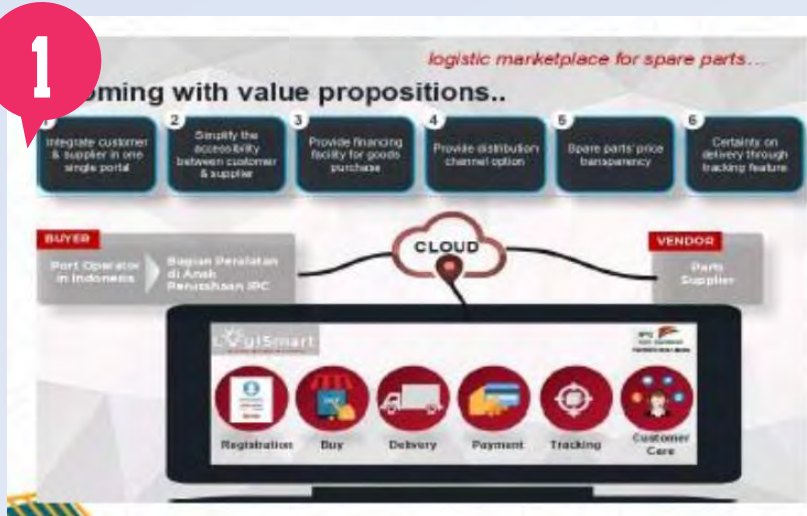 1
logistic marketplace for spare parts...
oming with value propositions..
1
Integrate customer
& supplier in one
single portal
2
Simplify the
accessibility
between customer
& supplier
3
Provide financing
facility for goods
purchase
4
Provide distribution
channel option
5
Spare parts' price
transparency
6
Certainty on
delivery through
tracking feature
BUYER
Port Operator
in Indonesia
Bagian Peralatan
di Anak
Perusahaan IPC
CLOUD
VENDOR
Parts
Supplier
LogISmart
IPC
Registration
Buy
Delivery
Payment
Tracking
Customer
Care